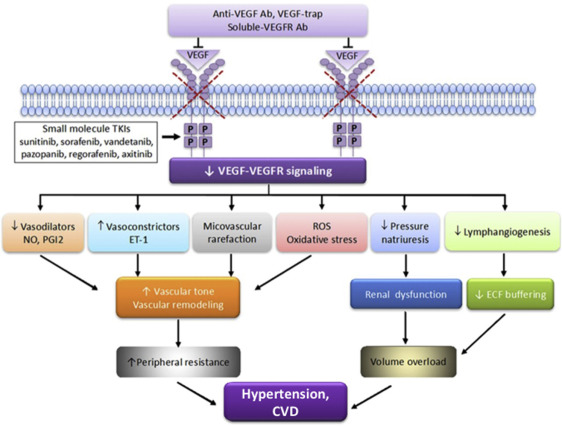 Anti-VEGF Ab, VEGF-trap
Soluble-VEGFR Ab
VEGF
VEGF
P P
P P
P P
P P
Small molecule TKIs
sunitinib, sorafenib, vandetanib,
pazopanib, regorafenib, axitinib
↓ VEGF-VEGFR signaling
↓ Vasodilators
NO, PGI2
↑ Vasoconstrictors
ET-1
Micovascular
rarefaction
ROS
Oxidative stress
↓ Pressure
natriuresis
↓ Lymphangiogenesis
↑ Vascular tone
Vascular remodeling
Renal dysfunction
↓ ECF buffering
↑Peripheral resistance
Volume overload
Hypertension,
CVD